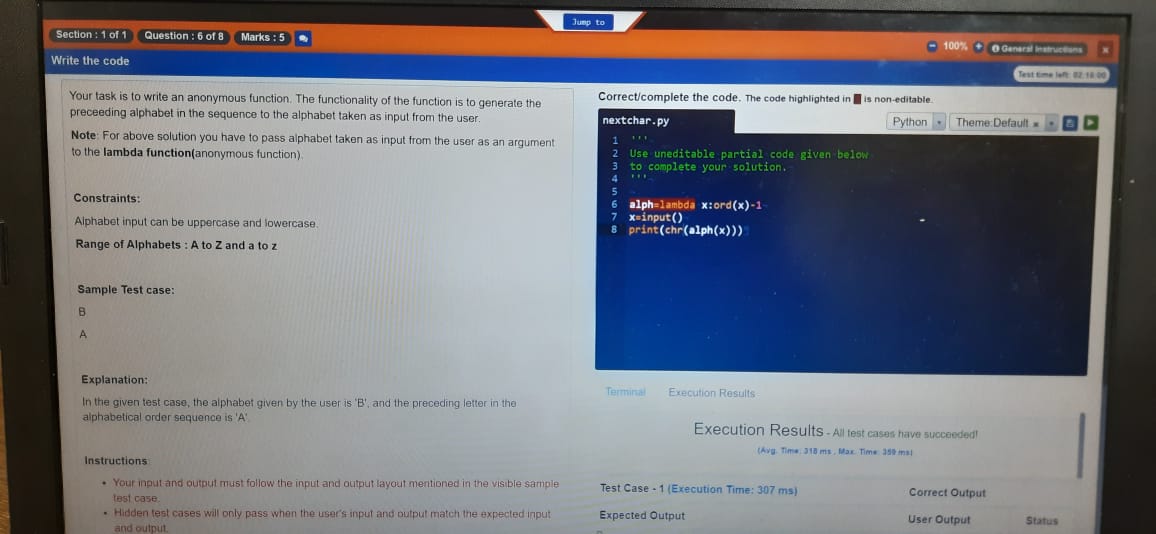 Jump to
Section : 1 of 1 Question : 6 of 8 Marks : 5
100% General Instructions x
Write the code
Test time left: 02:16:00
Your task is to write an anonymous function. The functionality of the function is to generate the
preceeding alphabet in the sequence to the alphabet taken as input from the user.
Note: For above solution you have to pass alphabet taken as input from the user as an argument
to the lambda function(anonymous function).
Constraints:
Alphabet input can be uppercase and lowercase.
Range of Alphabets : A to Z and a to z
Sample Test case:
B
A
Explanation:
In the given test case, the alphabet given by the user is 'B', and the preceding letter in the
alphabetical order sequence is 'A'.
Instructions:
• Your input and output must follow the input and output layout mentioned in the visible sample
test case.
• Hidden test cases will only pass when the user's input and output match the expected input
and output.
Correct/complete the code. The code highlighted in is non-editable.
nextchar.py
Python Theme:Default x
1 '''
2 Use uneditable partial code given below
3 to complete your solution.
4 '''
5
6 alph=lambda x:ord(x)-1
7 x=input()
8 print(chr(alph(x)))
Terminal Execution Results
Execution Results - All test cases have succeeded!
(Avg. Time: 318 ms , Max. Time: 359 ms)
Test Case - 1 (Execution Time: 307 ms) Correct Output
Expected Output User Output Status